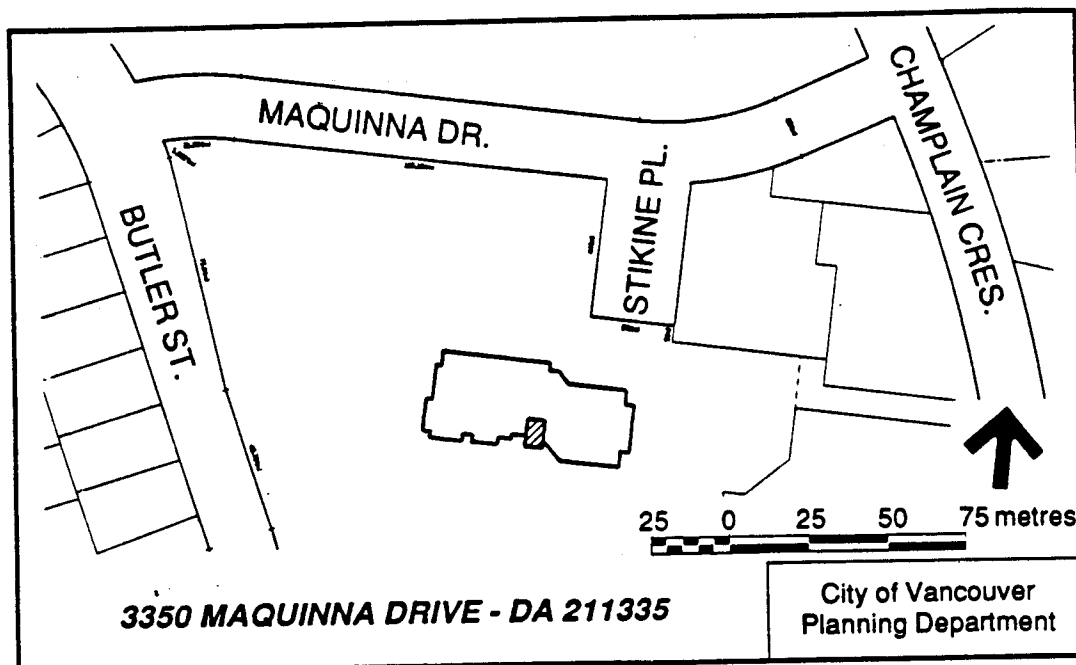 MAQUINNA DR.
CHAMPLAIN CRES.
STIKINE PL.
BUTLER ST.
25 0 25 50 75 metres
3350 MAQUINNA DRIVE - DA 211335
City of Vancouver
Planning Department